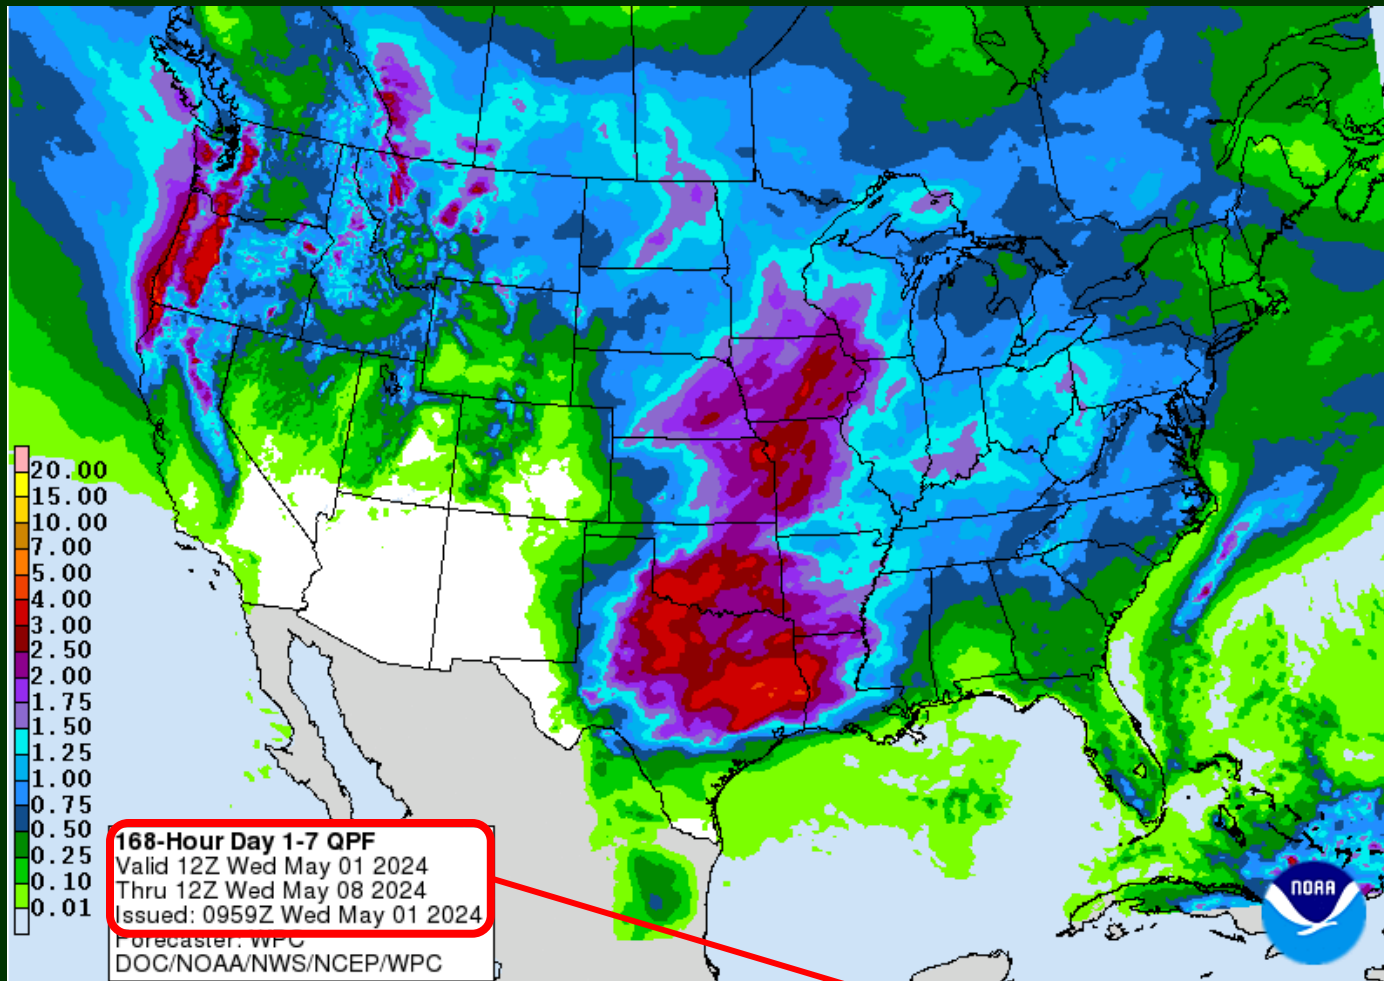 20.00
15.00
10.00
7.00
5.00
4.00
3.00
2.50
2.00
1.75
1.50
1.25
1.00
0.75
0.50
0.25
0.10
0.01
168-Hour Day 1-7 QPF
Valid 12Z Wed May 01 2024
Thru 12Z Wed May 08 2024
Issued: 0959Z Wed May 01 2024
Forecaster: WPC
DOC/NOAA/NWS/NCEP/WPC
NOAA